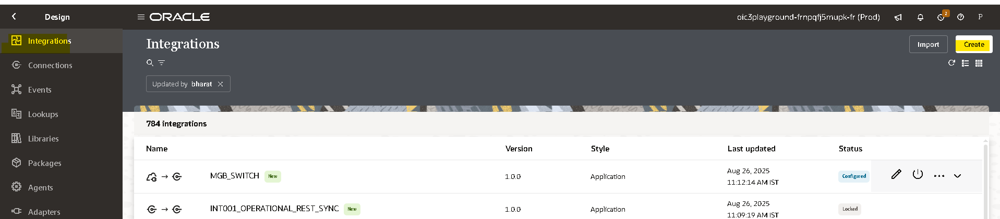 Design
ORACLE
oic3playground-frnpqfj5mupk-fr (Prod)
2
P
Integrations
Connections
Events
Lookups
Libraries
Packages
Agents
Adapters
Integrations
Import
Create
Updated by bharat
784 integrations
Name Version Style Last updated Status
MGB_SWITCH New 1.0.0 Application Aug 26, 2025 Configured
11:12:14 AM IST
INT001_OPERATIONAL_REST_SYNC New 1.0.0 Application Aug 26, 2025 Locked
11:09:19 AM IST